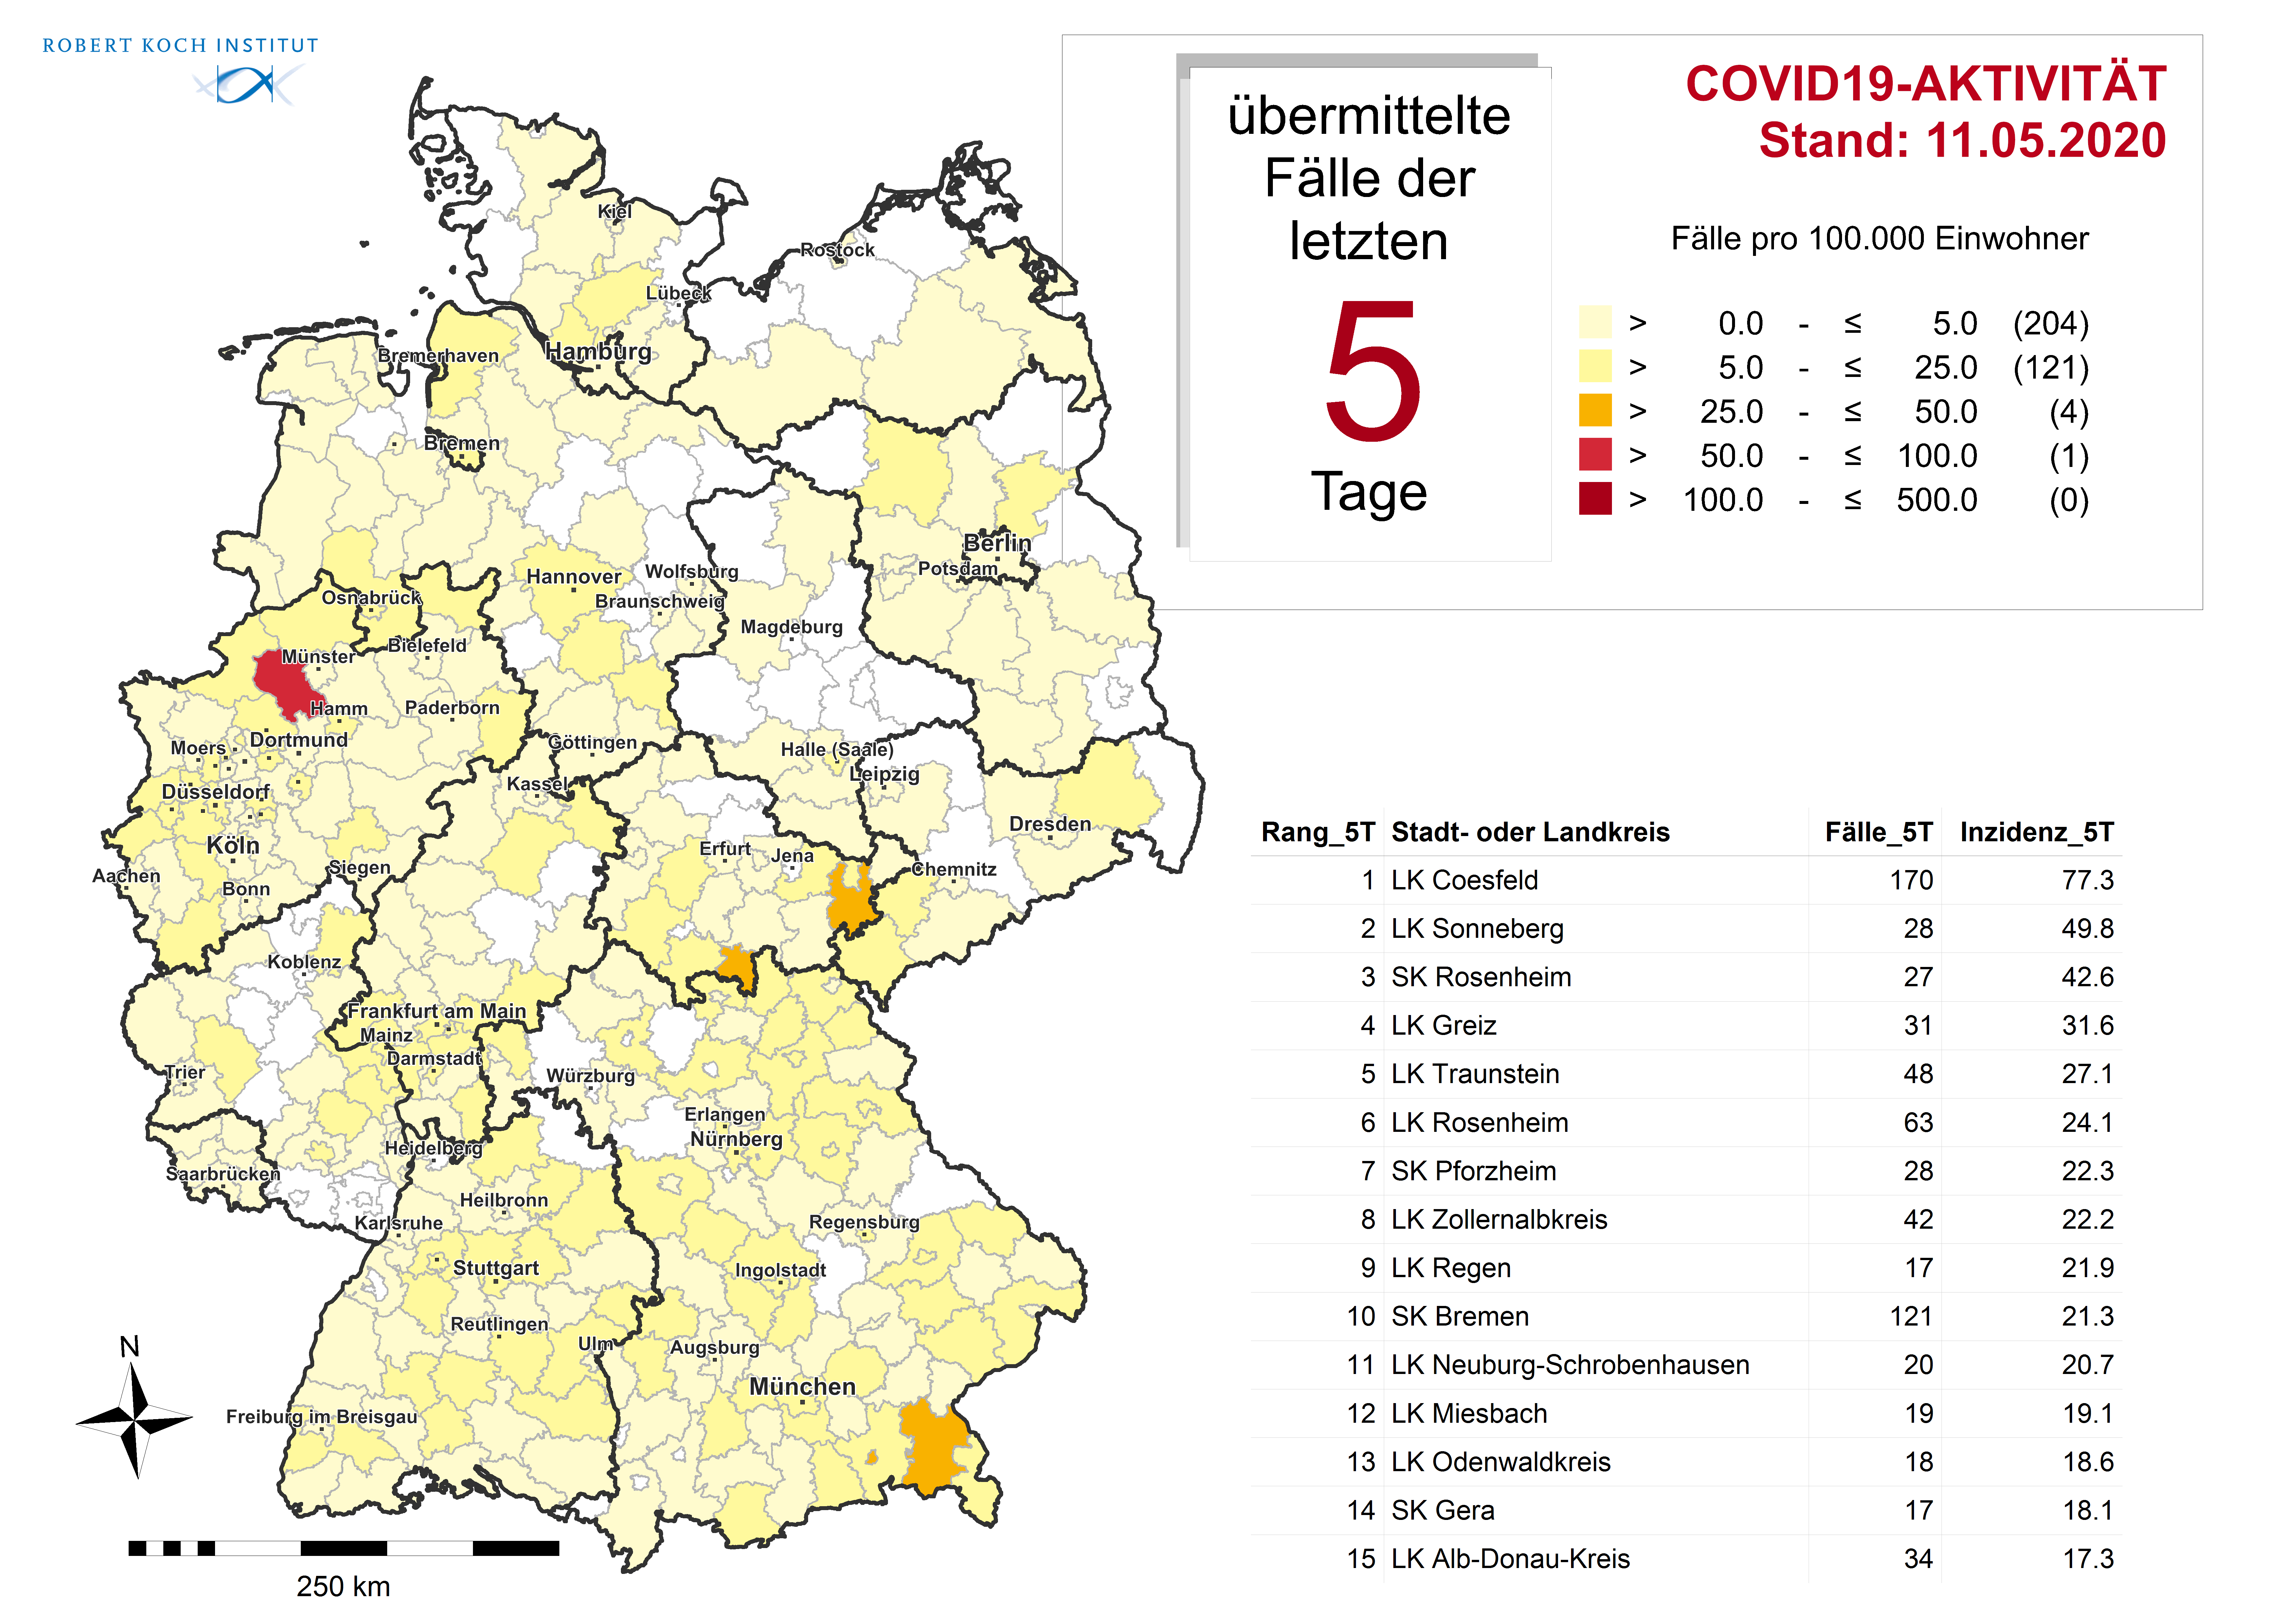 ROBERT KOCH INSTITUT
übermittelte
Fälle der
letzten
5
Tage
COVID19-AKTIVITÄT
Stand: 11.05.2020
Fälle pro 100.000 Einwohner
> 0.0 - ≤ 5.0 (204)
> 5.0 - ≤ 25.0 (121)
> 25.0 - ≤ 50.0 (4)
> 50.0 - ≤ 100.0 (1)
> 100.0 - ≤ 500.0 (0)
Kiel
Rostock
Lübeck
Bremerhaven
Hamburg
Bremen
Berlin
Potsdam
Hannover
Wolfsburg
Braunschweig
Osnabrück
Magdeburg
Bielefeld
Münster
Hamm
Paderborn
Moers
Dortmund
Göttingen
Halle (Saale)
Leipzig
Kassel
Düsseldorf
Dresden
Köln
Erfurt
Jena
Siegen
Chemnitz
Aachen
Bonn
Koblenz
Frankfurt am Main
Mainz
Darmstadt
Trier
Würzburg
Erlangen
Nürnberg
Heidelberg
Saarbrücken
Heilbronn
Karlsruhe
Regensburg
Stuttgart
Ingolstadt
Reutlingen
Ulm
Augsburg
München
Freiburg im Breisgau
N
250 km
Rang_5T Stadt- oder Landkreis Fälle_5T Inzidenz_5T
1 LK Coesfeld 170 77.3
2 LK Sonneberg 28 49.8
3 SK Rosenheim 27 42.6
4 LK Greiz 31 31.6
5 LK Traunstein 48 27.1
6 LK Rosenheim 63 24.1
7 SK Pforzheim 28 22.3
8 LK Zollernalbkreis 42 22.2
9 LK Regen 17 21.9
10 SK Bremen 121 21.3
11 LK Neuburg-Schrobenhausen 20 20.7
12 LK Miesbach 19 19.1
13 LK Odenwaldkreis 18 18.6
14 SK Gera 17 18.1
15 LK Alb-Donau-Kreis 34 17.3